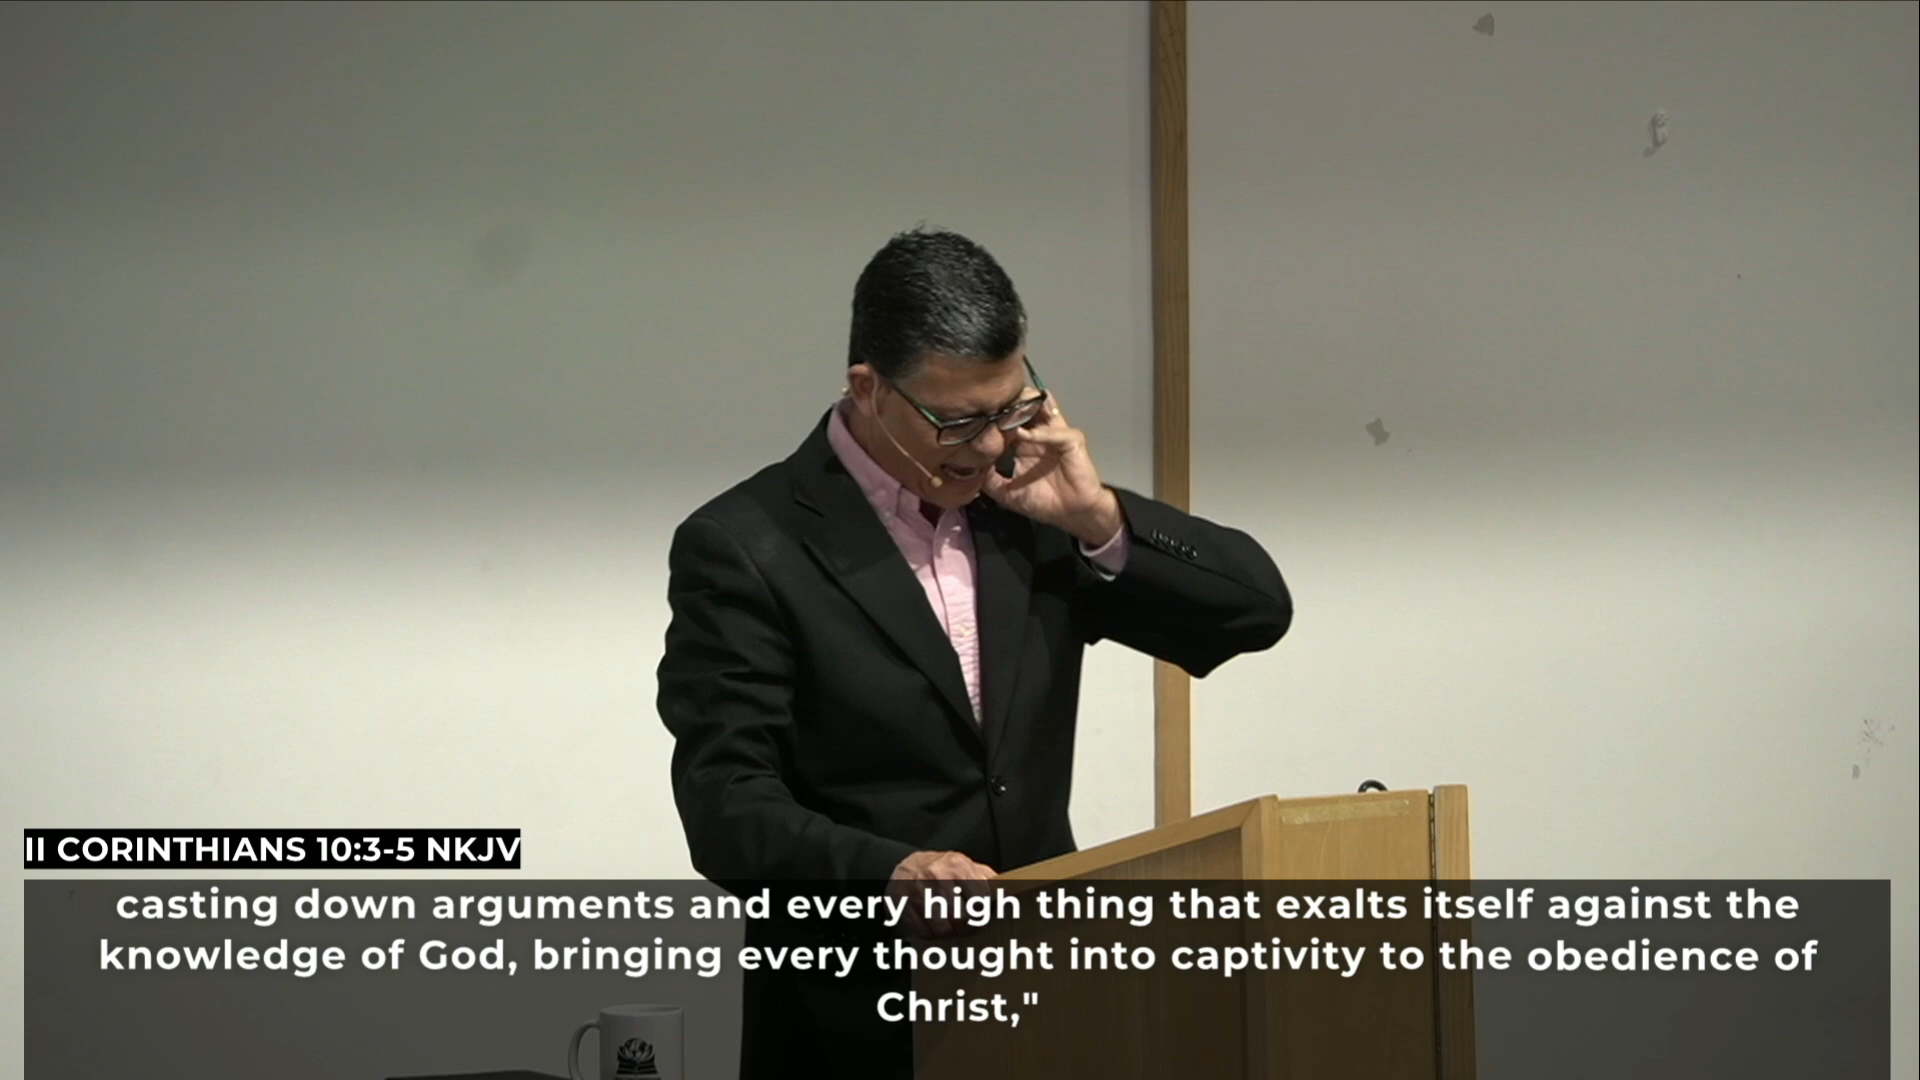 II CORINTHIANS 10:3-5 NKJV
casting down arguments and every high thing that exalts itself against the
knowledge of God, bringing every thought into captivity to the obedience of
Christ,"